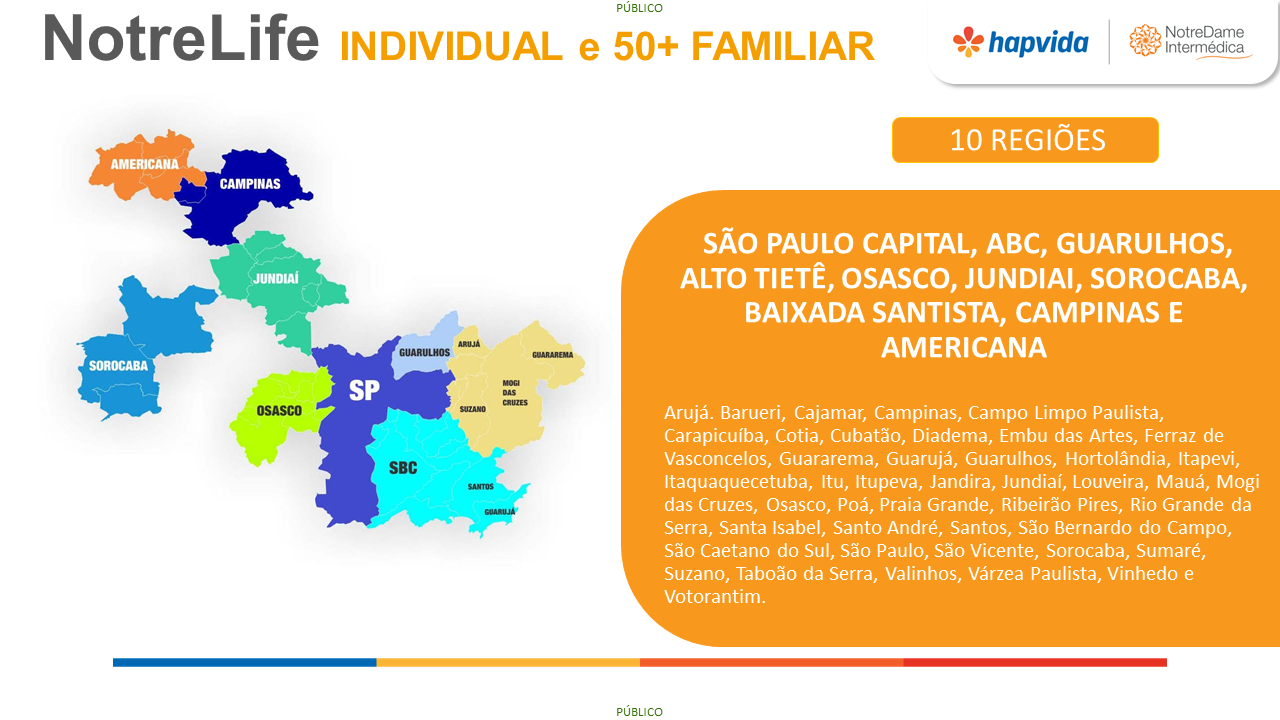 PÚBLICO
NotreLife INDIVIDUAL e 50+ FAMILIAR
hapvida
NotreDame
Intermédica
10 REGIÕES
AMERICANA
CAMPINAS
JUNDIAÍ
SOROCABA
OSASCO
SP
GUARULHOS
ARUJÁ
GUARAREMA
MOGI
DAS
CRUZES
SUZANO
SBC
SANTOS
GUARUJÁ
SÃO PAULO CAPITAL, ABC, GUARULHOS,
ALTO TIETÊ, OSASCO, JUNDIAI, SOROCABA,
BAIXADA SANTISTA, CAMPINAS E
AMERICANA
Arujá. Barueri, Cajamar, Campinas, Campo Limpo Paulista,
Carapicuíba, Cotia, Cubatão, Diadema, Embu das Artes, Ferraz de
Vasconcelos, Guararema, Guarujá, Guarulhos, Hortolândia, Itapevi,
Itaquaquecetuba, Itu, Itupeva, Jandira, Jundiaí, Louveira, Mauá, Mogi
das Cruzes, Osasco, Poá, Praia Grande, Ribeirão Pires, Rio Grande da
Serra, Santa Isabel, Santo André, Santos, São Bernardo do Campo,
São Caetano do Sul, São Paulo, São Vicente, Sorocaba, Sumaré,
Suzano, Taboão da Serra, Valinhos, Várzea Paulista, Vinhedo e
Votorantim.
PÚBLICO